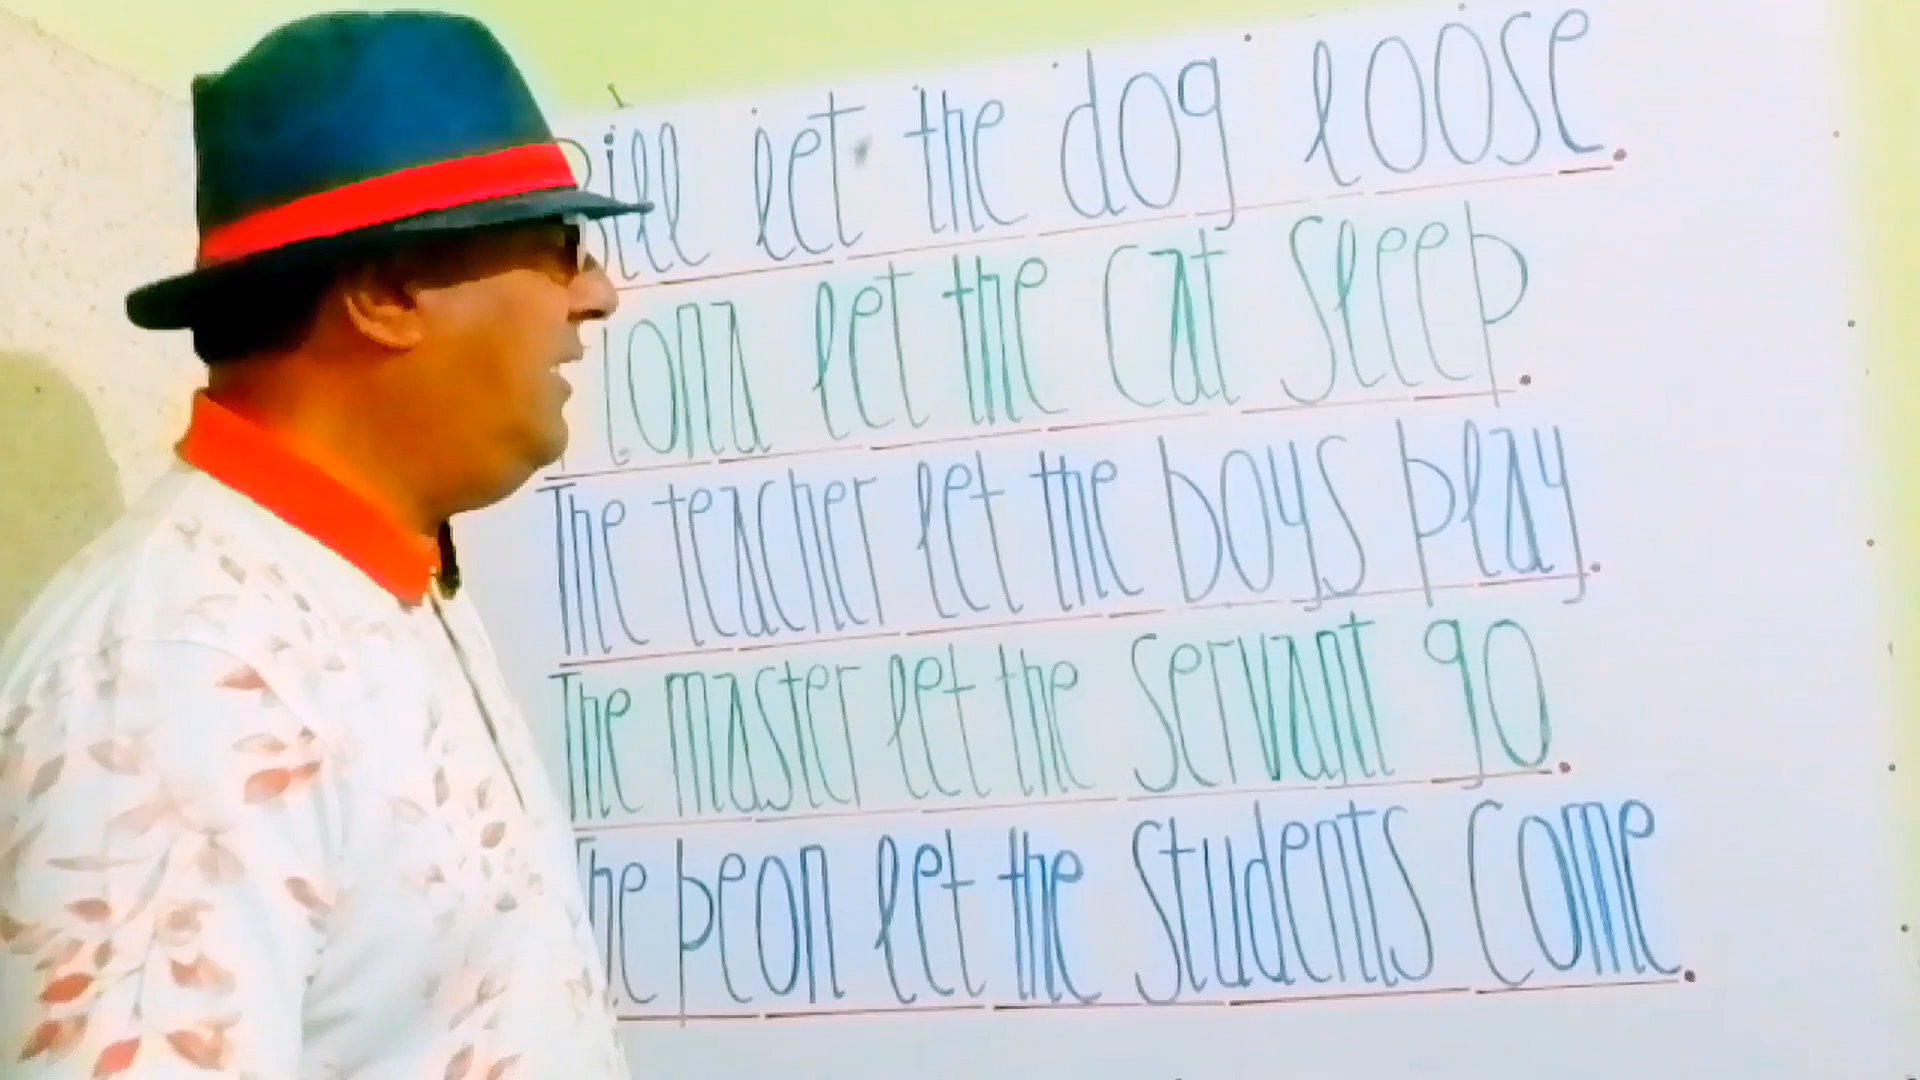 Bill let the dog loose.
Fiona let the cat sleep.
The teacher let the boys play.
The master let the servant go.
The peon let the students come.